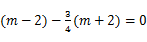 (m − 2) − 3/4 (m + 2) = 0